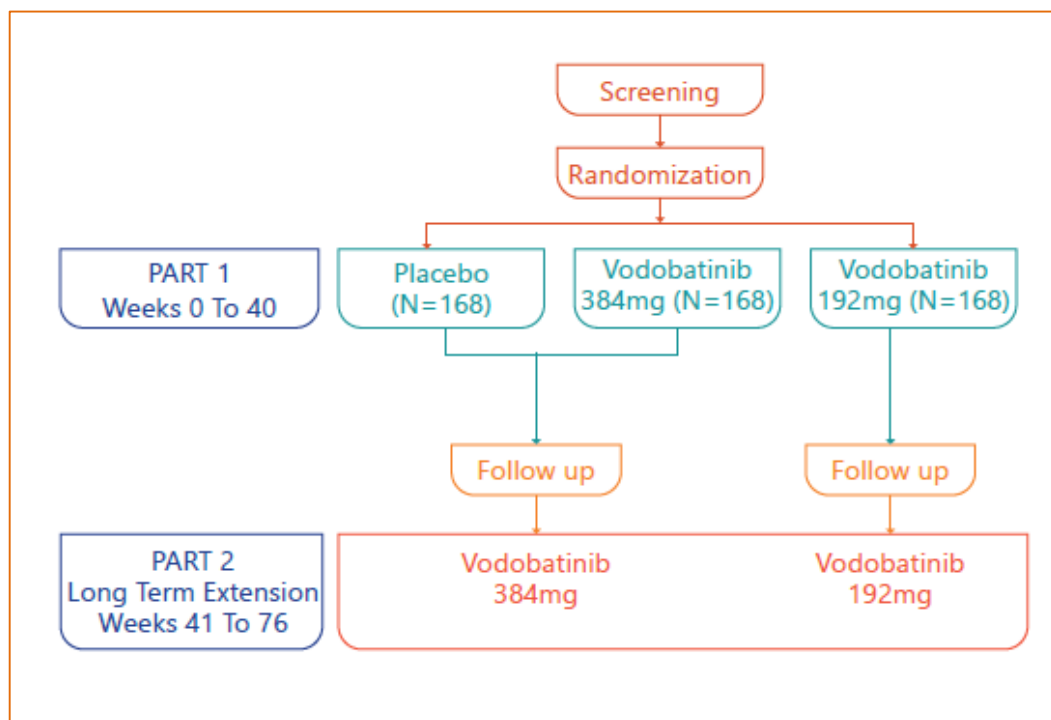 Screening
Randomization
PART 1
Weeks 0 To 40
Placebo
(N=168)
Vodobatinib
384mg (N=168)
Vodobatinib
192mg (N=168)
Follow up
Follow up
PART 2
Long Term Extension
Weeks 41 To 76
Vodobatinib
384mg
Vodobatinib
192mg